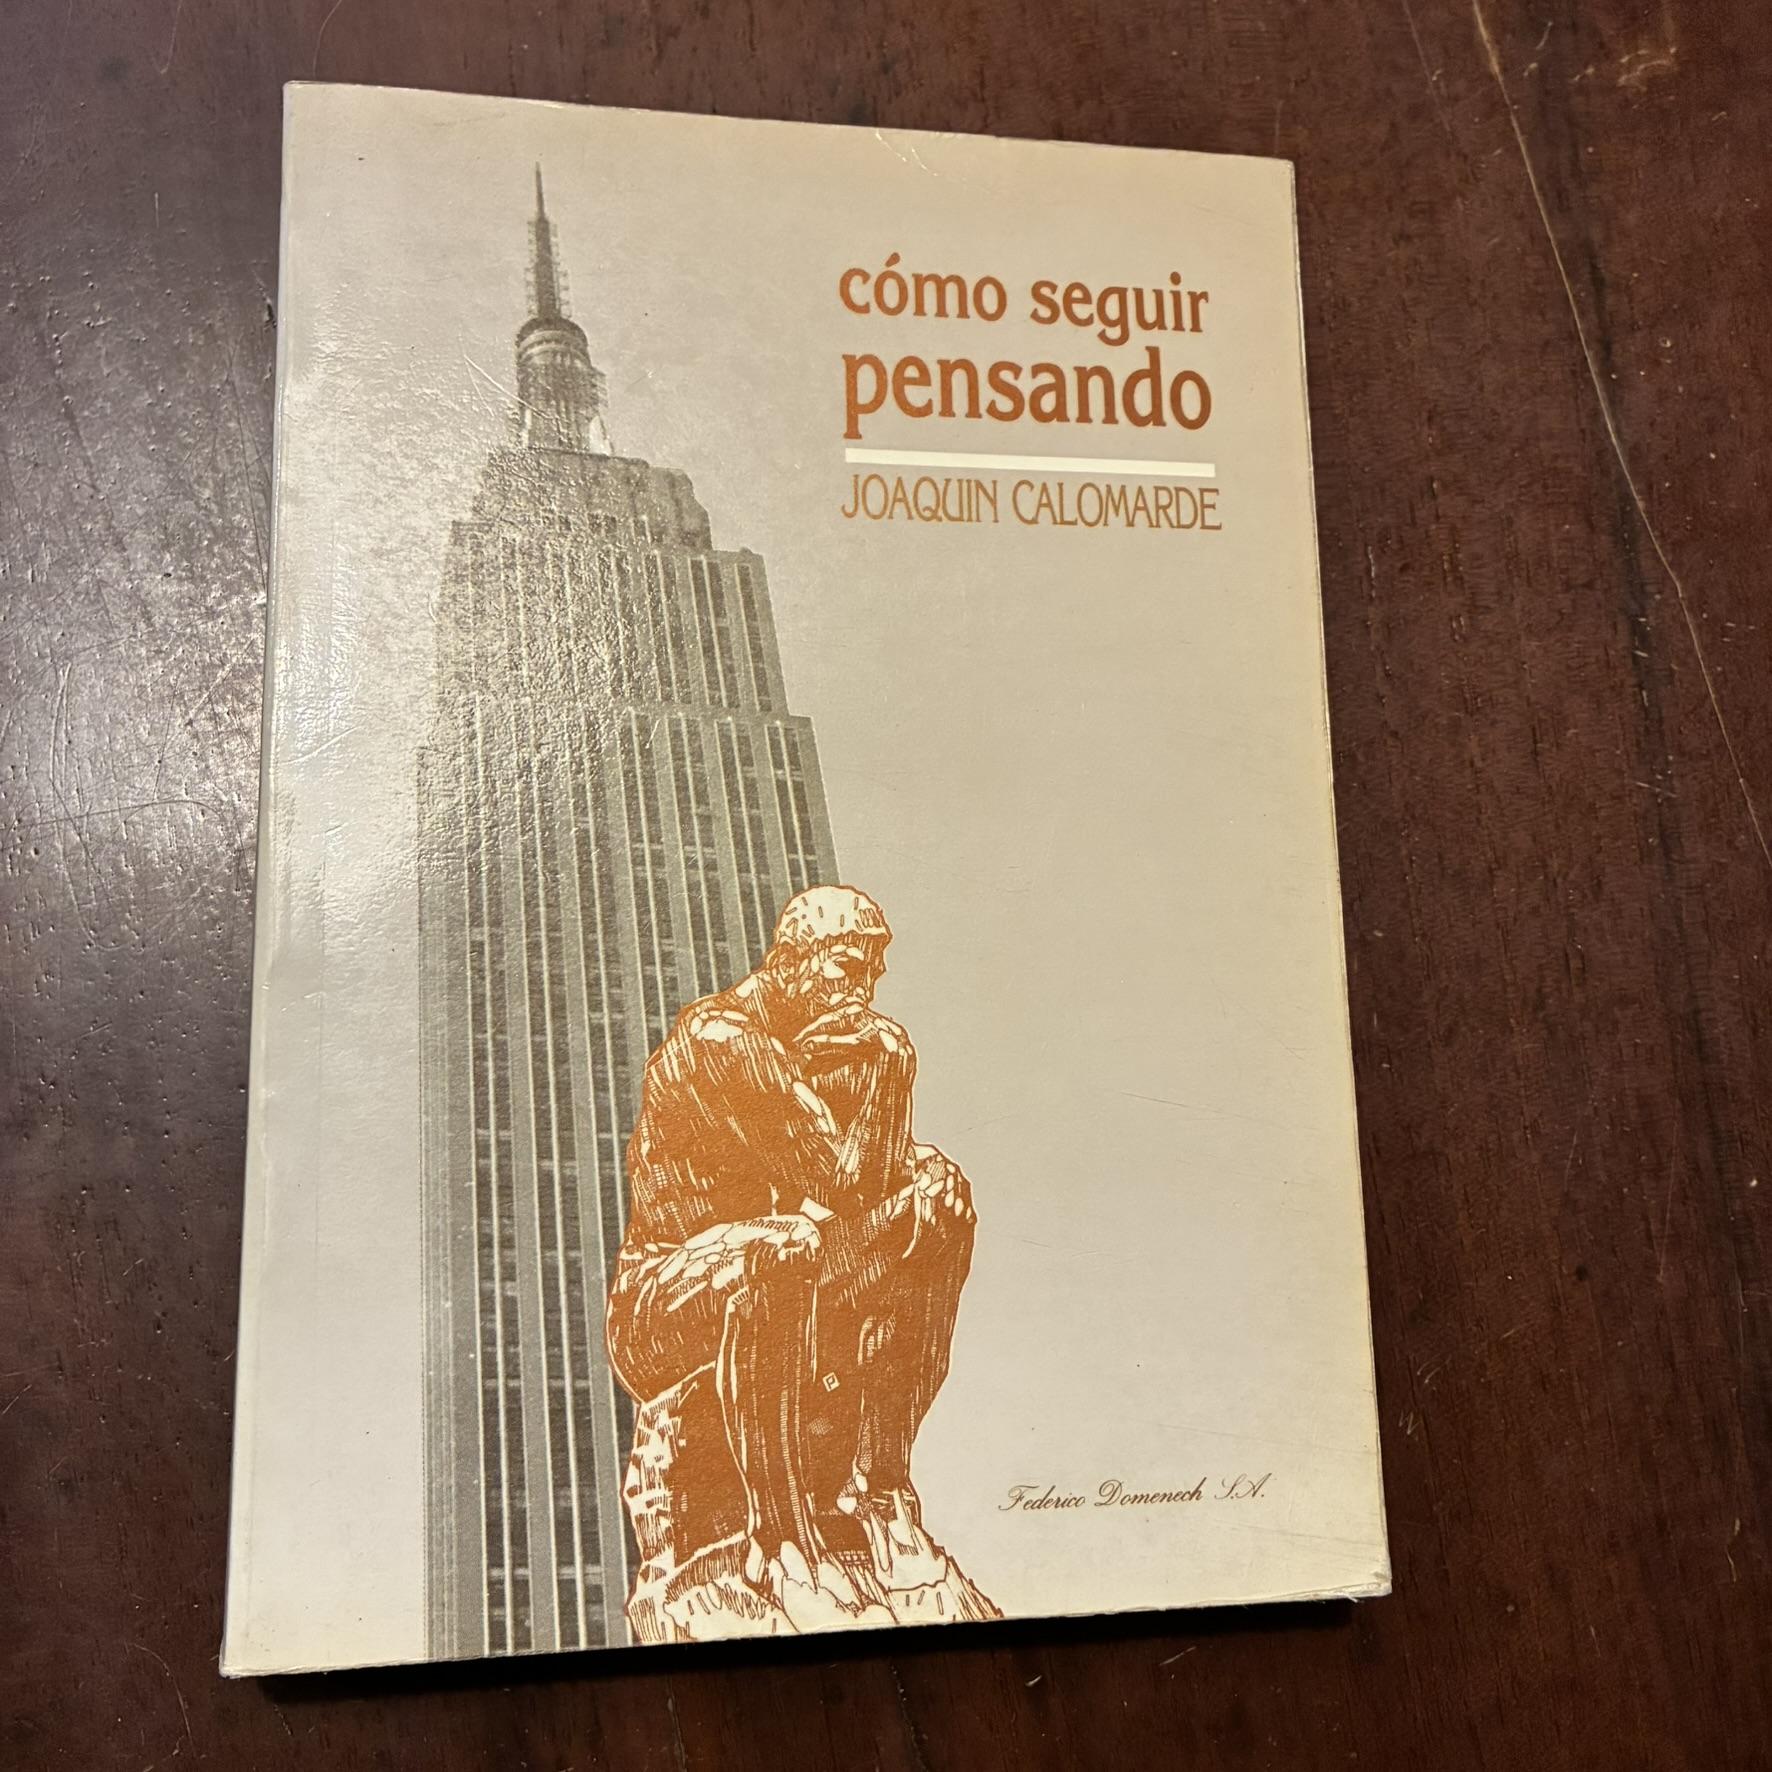 cómo seguir
pensando
JOAQUIN CALOMARDE
Federico Domenech S.A.